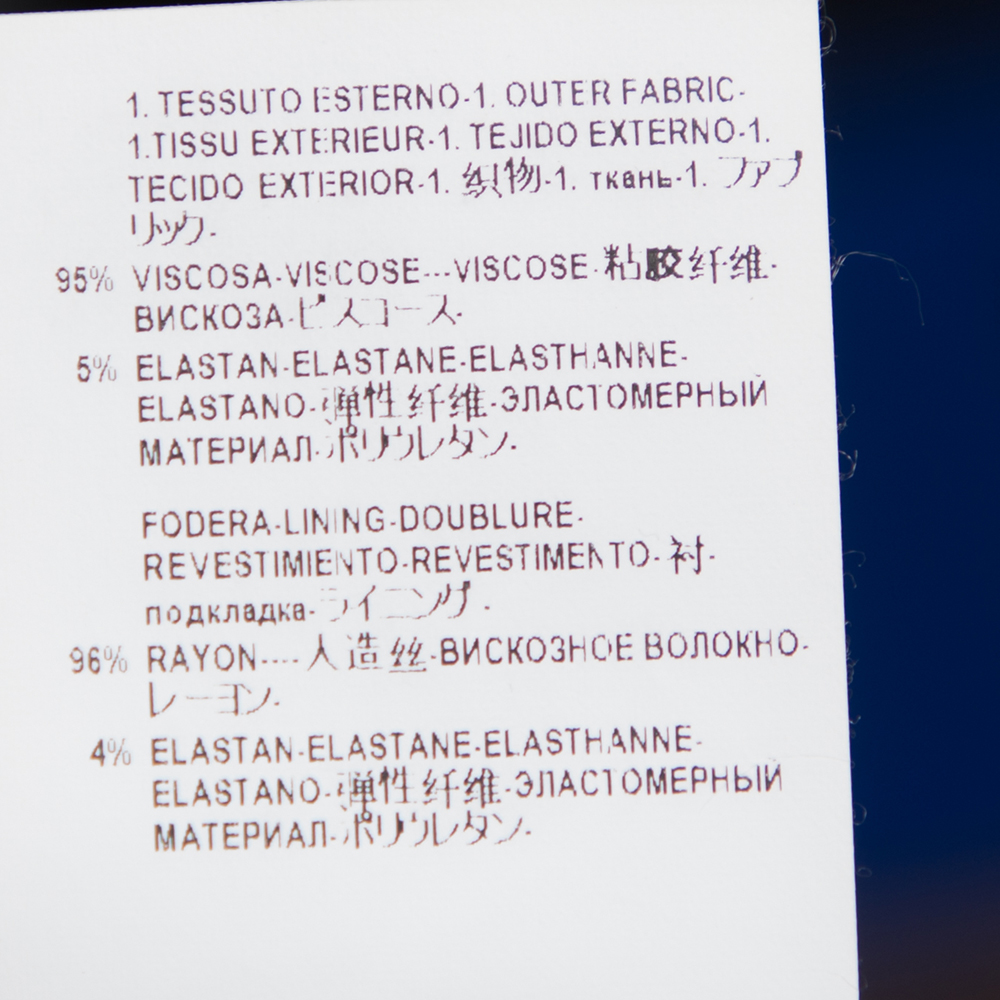 1. TESSUTO ESTERNO-1. OUTER FABRIC-
1.TISSU EXTERIEUR-1. TEJIDO EXTERNO-1.
TECIDO EXTERIOR-1. 织物-1. ткань-1. ファブ
リック-
95% VISCOSA-VISCOSE---VISCOSE-粘胶纤维-
ВИСКОЗА-ビスコース-
5% ELASTAN-ELASTANE-ELASTHANNE-
ELASTANO-弹性纤维-ЭЛАСТОМЕРНЫЙ
МАТЕРИАЛ-ポリウレタン-
FODERA-LINING-DOUBLURE-
REVESTIMIENTO-REVESTIMENTO-衬-
подкладка-ライニング-
96% RAYON----人造丝-ВИСКОЗНОЕ ВОЛОКНО-
レーヨン-
4% ELASTAN-ELASTANE-ELASTHANNE-
ELASTANO-弹性纤维-ЭЛАСТОМЕРНЫЙ
МАТЕРИАЛ-ポリウレタン-